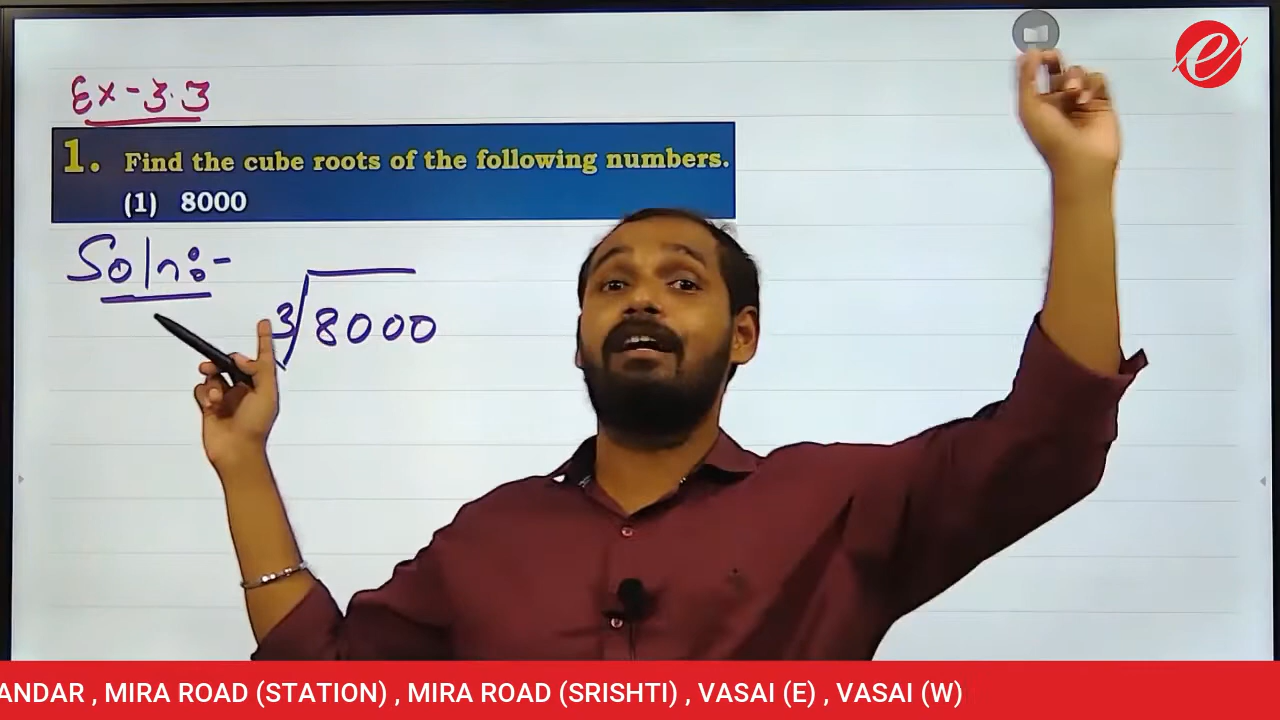 Ex-3.3
1. Find the cube roots of the following numbers.
(1) 8000
Soln:-
3√8000
ANDAR , MIRA ROAD (STATION) , MIRA ROAD (SRISHTI) , VASAI (E) , VASAI (W)
e